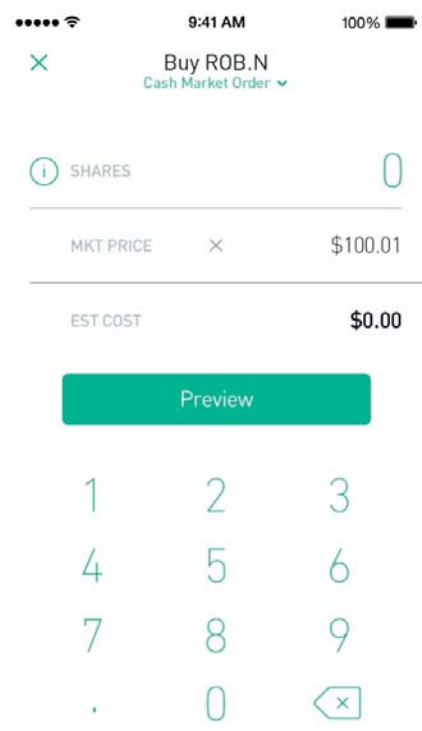 9:41 AM 100%
Buy ROB.N
Cash Market Order
SHARES 0
MKT PRICE × $100.01
EST COST $0.00
Preview
1 2 3
4 5 6
7 8 9
. 0